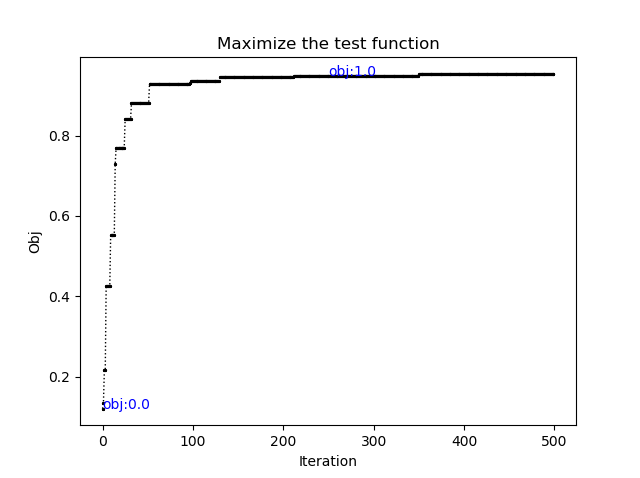 Maximize the test function
obj:1.0
0.8
0.6
Obj
0.4
0.2
obj:0.0
0 100 200 300 400 500
Iteration